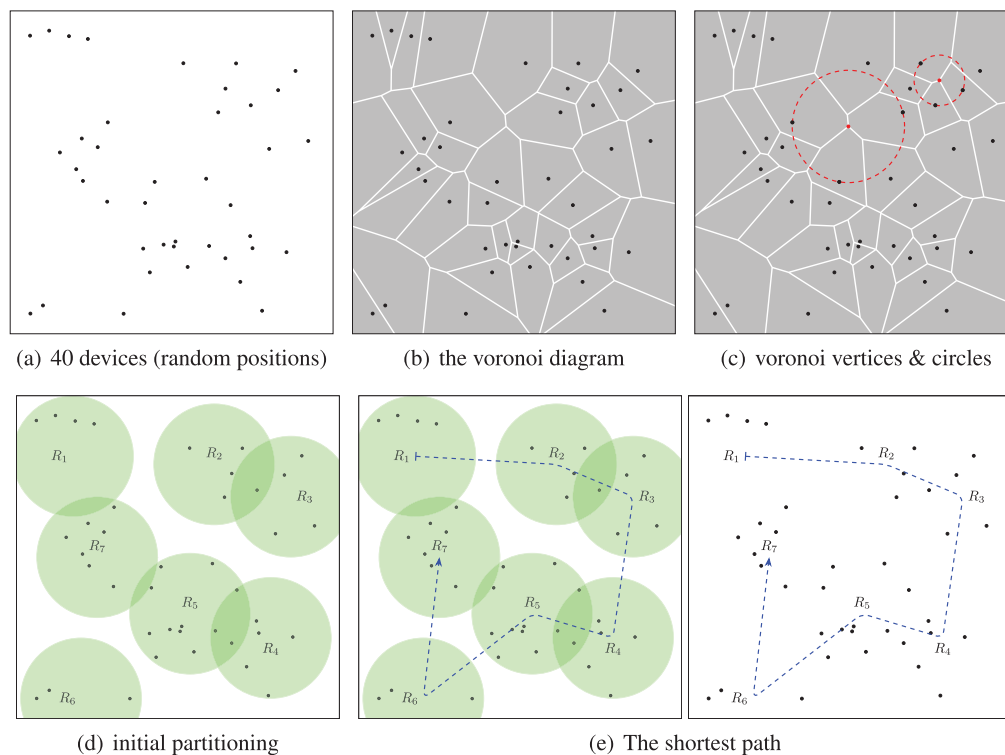 (a) 40 devices (random positions)
(b) the voronoi diagram
(c) voronoi vertices & circles
R1
R2
R3
R7
R5
R4
R6
(d) initial partitioning
R1
R2
R3
R7
R5
R4
R6
R1
R2
R3
R7
R5
R4
R6
(e) The shortest path